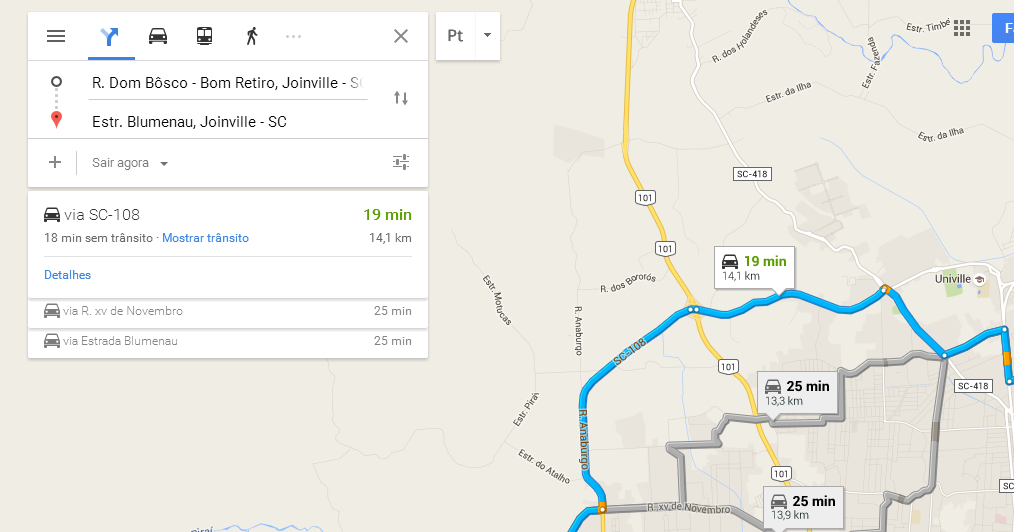 Pt
R. Dom Bôsco - Bom Retiro, Joinville - SC
Estr. Blumenau, Joinville - SC
Sair agora
via SC-108
19 min
18 min sem trânsito · Mostrar trânsito
14,1 km
Detalhes
via R. xv de Novembro
25 min
via Estrada Blumenau
25 min
R. dos Holandeses
Estr. Timbé
Estr. Fazenda
Estr. da Ilha
Estr. da Ilha
SC-418
101
101
19 min
14,1 km
Univille
R. dos Bororós
Estr. Motucas
R. Anaburgo
SC-108
101
SC-418
25 min
13,3 km
Estr. Piraí
R. Anaburgo
Estr. do Atalho
101
R. xv de Novembro
25 min
13,9 km
Piraí